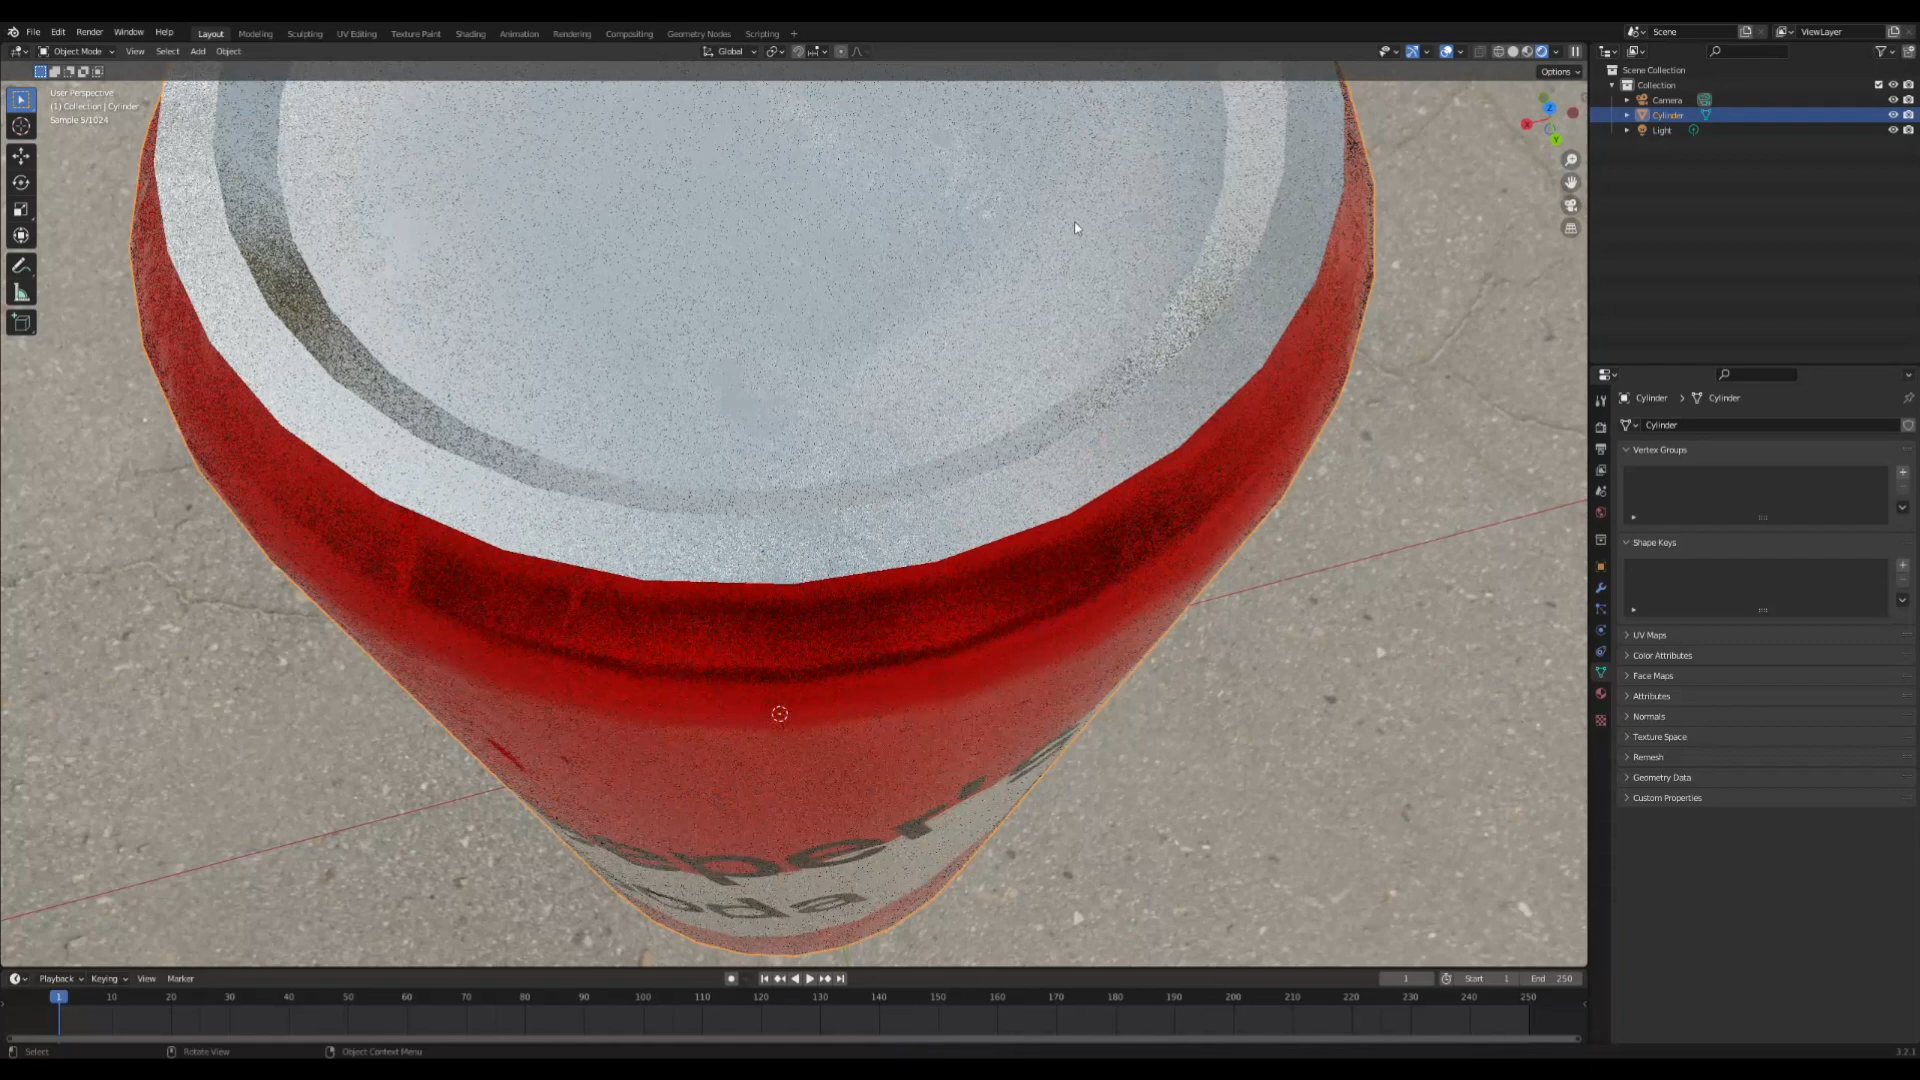 File Edit Render Window Help Layout Modeling Sculpting UV Editing Texture Paint Shading Animation Rendering Compositing Geometry Nodes Scripting + Scene ViewLayer
Object Mode View Select Add Object Global
Options
User Perspective
(1) Collection | Cylinder
Sample 5/1024
X
Z
Y
Scene Collection
Collection
Camera
Cylinder
Light
Cylinder > Cylinder
Cylinder
Vertex Groups
Shape Keys
UV Maps
Color Attributes
Face Maps
Attributes
Normals
Texture Space
Remesh
Geometry Data
Custom Properties
Playback Keying View Marker 1 Start 1 End 250
1 10 20 30 40 50 60 70 80 90 100 110 120 130 140 150 160 170 180 190 200 210 220 230 240 250
Select Rotate View Object Context Menu 3.2.1